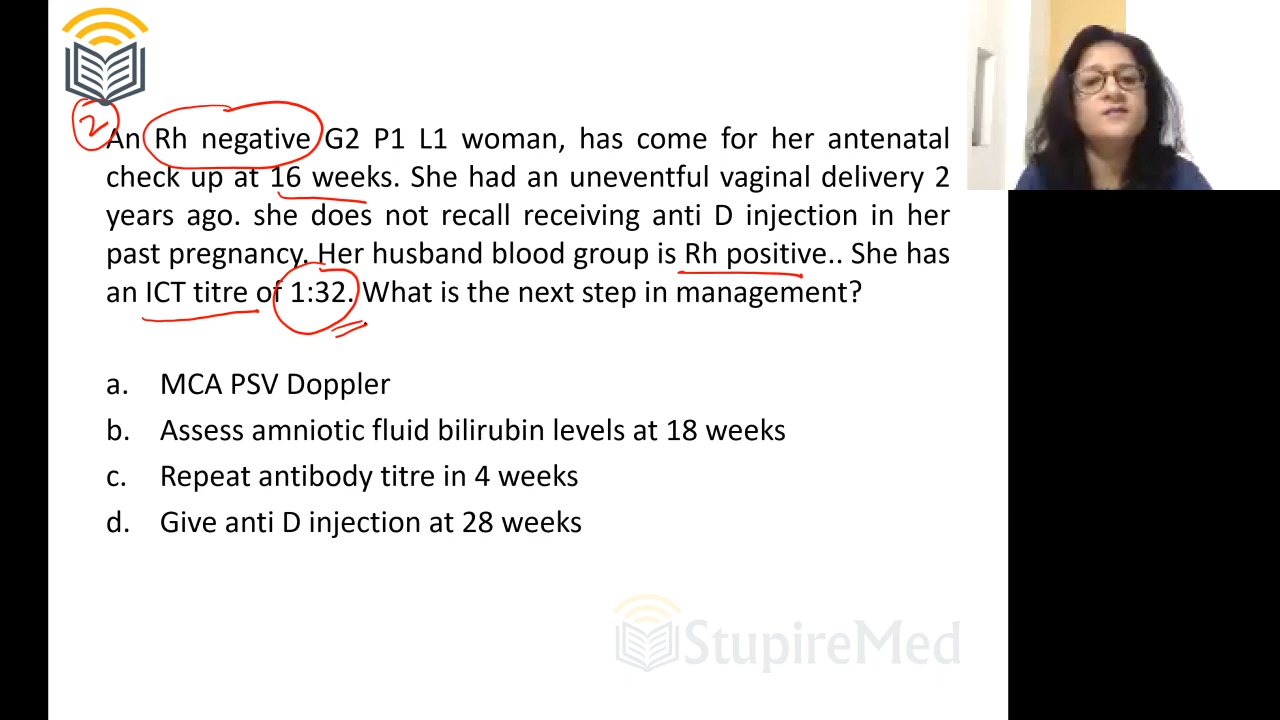 2
An Rh negative G2 P1 L1 woman, has come for her antenatal
check up at 16 weeks. She had an uneventful vaginal delivery 2
years ago. she does not recall receiving anti D injection in her
past pregnancy. Her husband blood group is Rh positive.. She has
an ICT titre of 1:32. What is the next step in management?
a. MCA PSV Doppler
b. Assess amniotic fluid bilirubin levels at 18 weeks
c. Repeat antibody titre in 4 weeks
d. Give anti D injection at 28 weeks
StupireMed